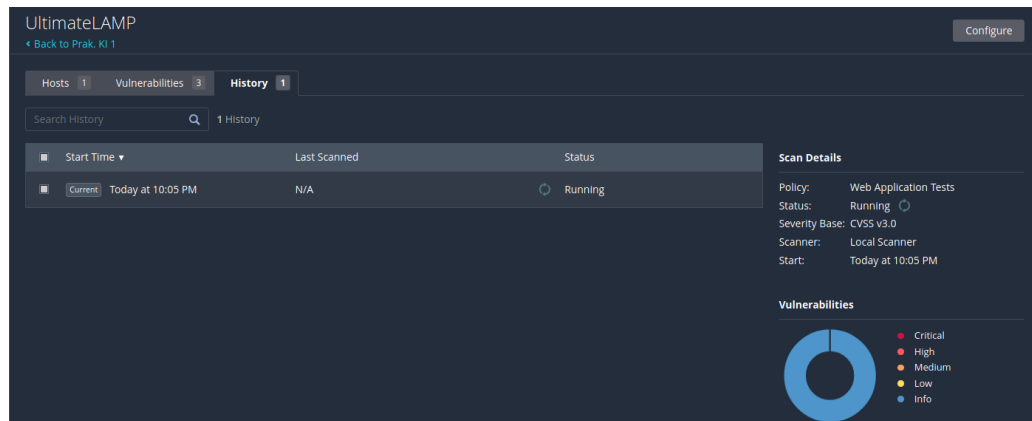 UltimateLAMP
Configure
‹ Back to Prak. KI 1
Hosts 1 Vulnerabilities 3 History 1
Search History 1 History
Start Time ▾ Last Scanned Status
Current Today at 10:05 PM N/A Running
Scan Details
Policy: Web Application Tests
Status: Running
Severity Base: CVSS v3.0
Scanner: Local Scanner
Start: Today at 10:05 PM
Vulnerabilities
Critical
High
Medium
Low
Info